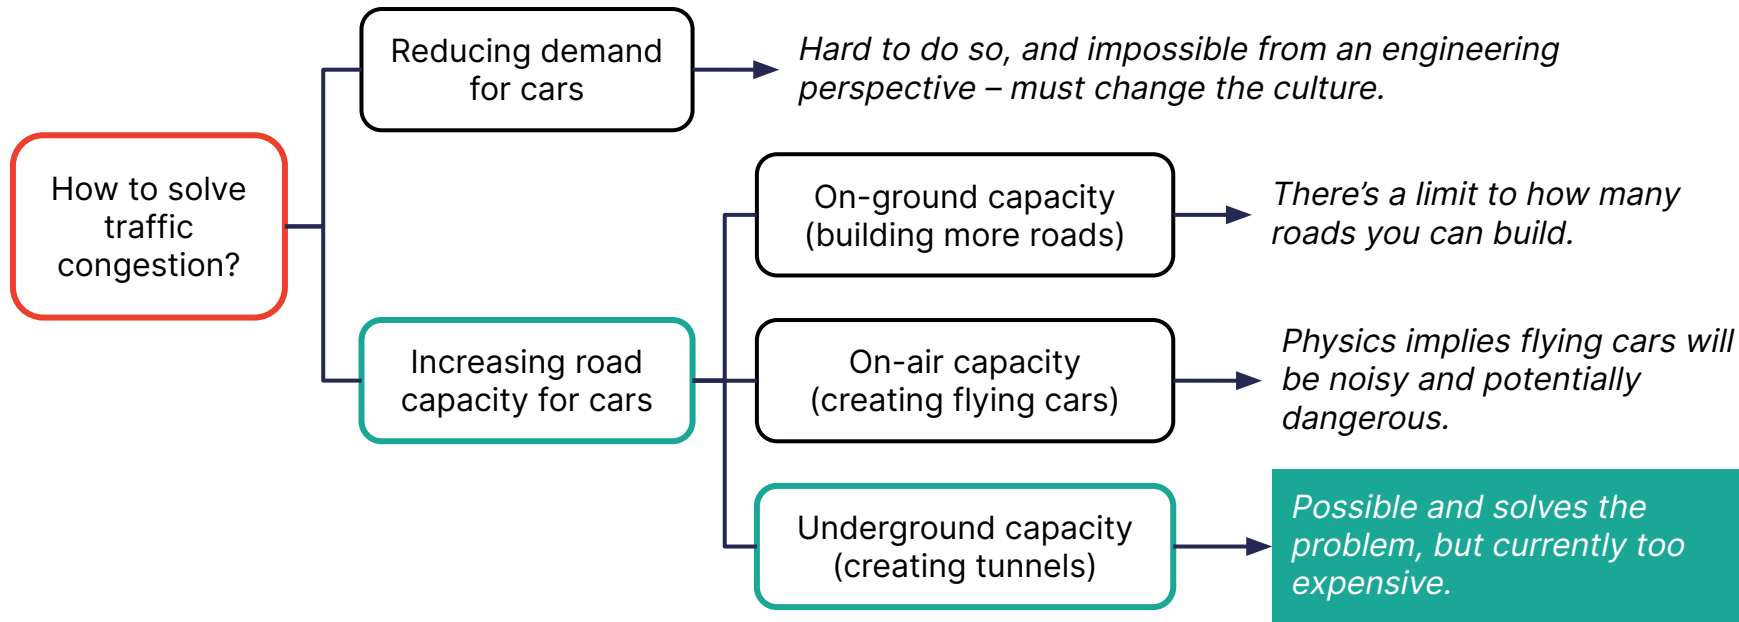 How to solve
traffic
congestion?
Reducing demand
for cars
Hard to do so, and impossible from an engineering
perspective – must change the culture.
Increasing road
capacity for cars
On-ground capacity
(building more roads)
There’s a limit to how many
roads you can build.
On-air capacity
(creating flying cars)
Physics implies flying cars will
be noisy and potentially
dangerous.
Underground capacity
(creating tunnels)
Possible and solves the
problem, but currently too
expensive.